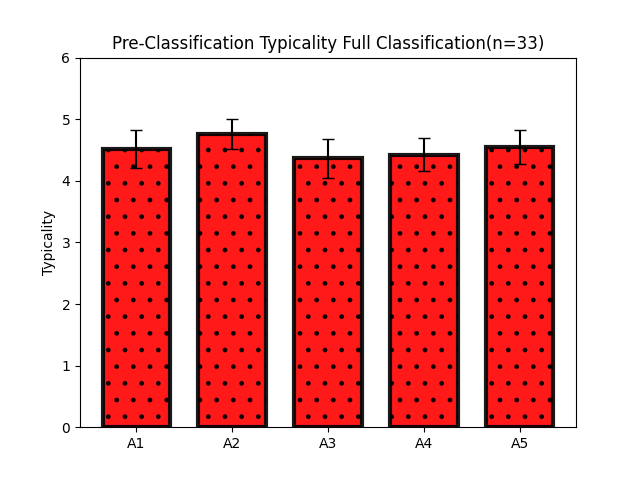 Pre-Classification Typicality Full Classification(n=33)
6
5
4
3
2
1
0
Typicality
A1 A2 A3 A4 A5